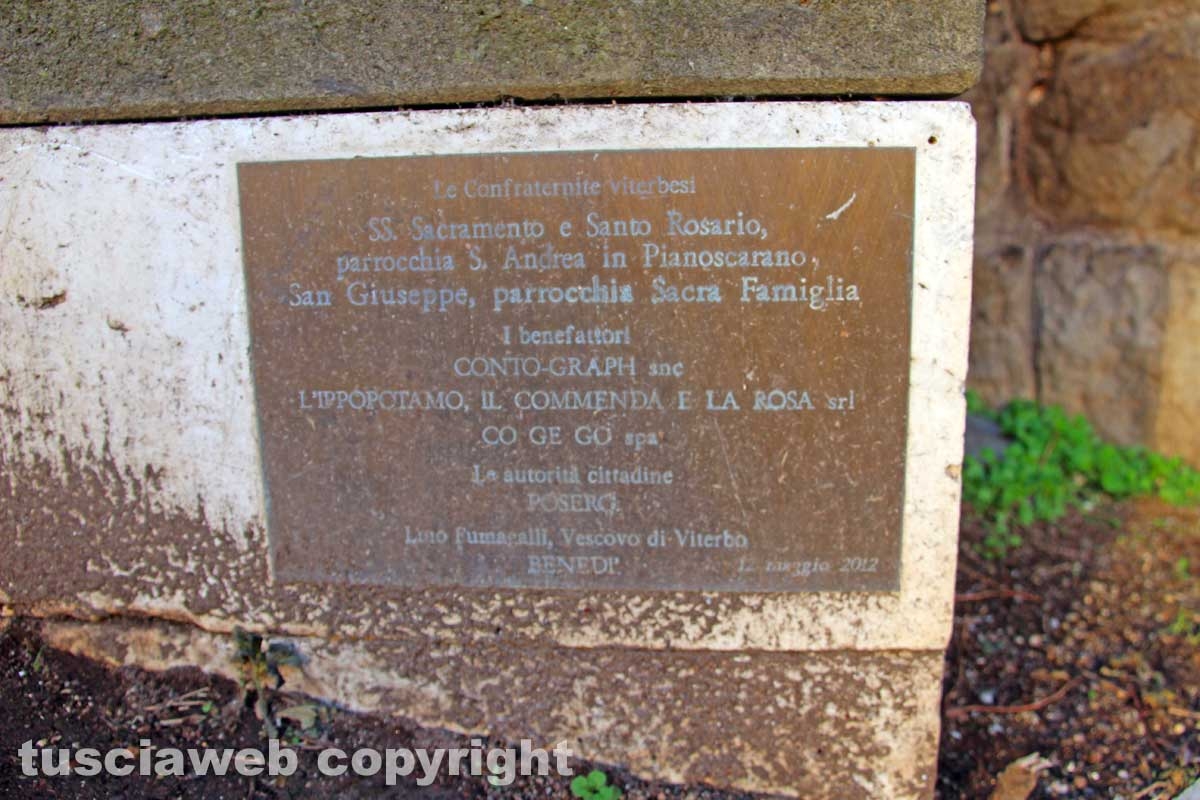 Le Confraternite Viterbesi
SS. Sacramento e Santo Rosario,
parrocchia S. Andrea in Pianoscarano,
San Giuseppe, parrocchia Sacra Famiglia
I benefattori
CONTO-GRAPH snc
L'IPPOPOTAMO, IL COMMENDA E LA ROSA srl
CO GE GO spa
Le autorità cittadine
POSERO.
Lino Fumagalli, Vescovo di Viterbo
BENEDI'
12 maggio 2012
tusciaweb copyright ©